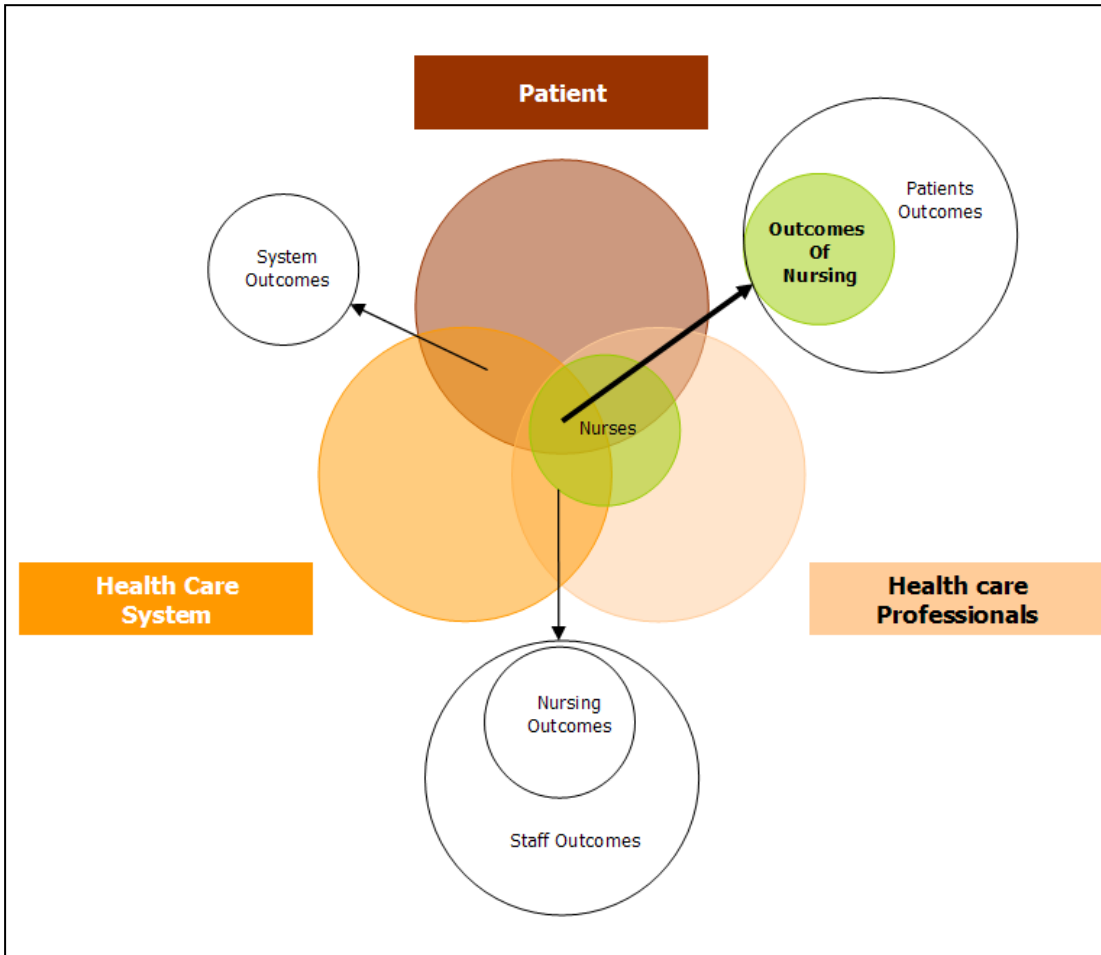 Patient
Patients
Outcomes
Outcomes
Of
Nursing
System
Outcomes
Nurses
Health Care
System
Health care
Professionals
Nursing
Outcomes
Staff Outcomes